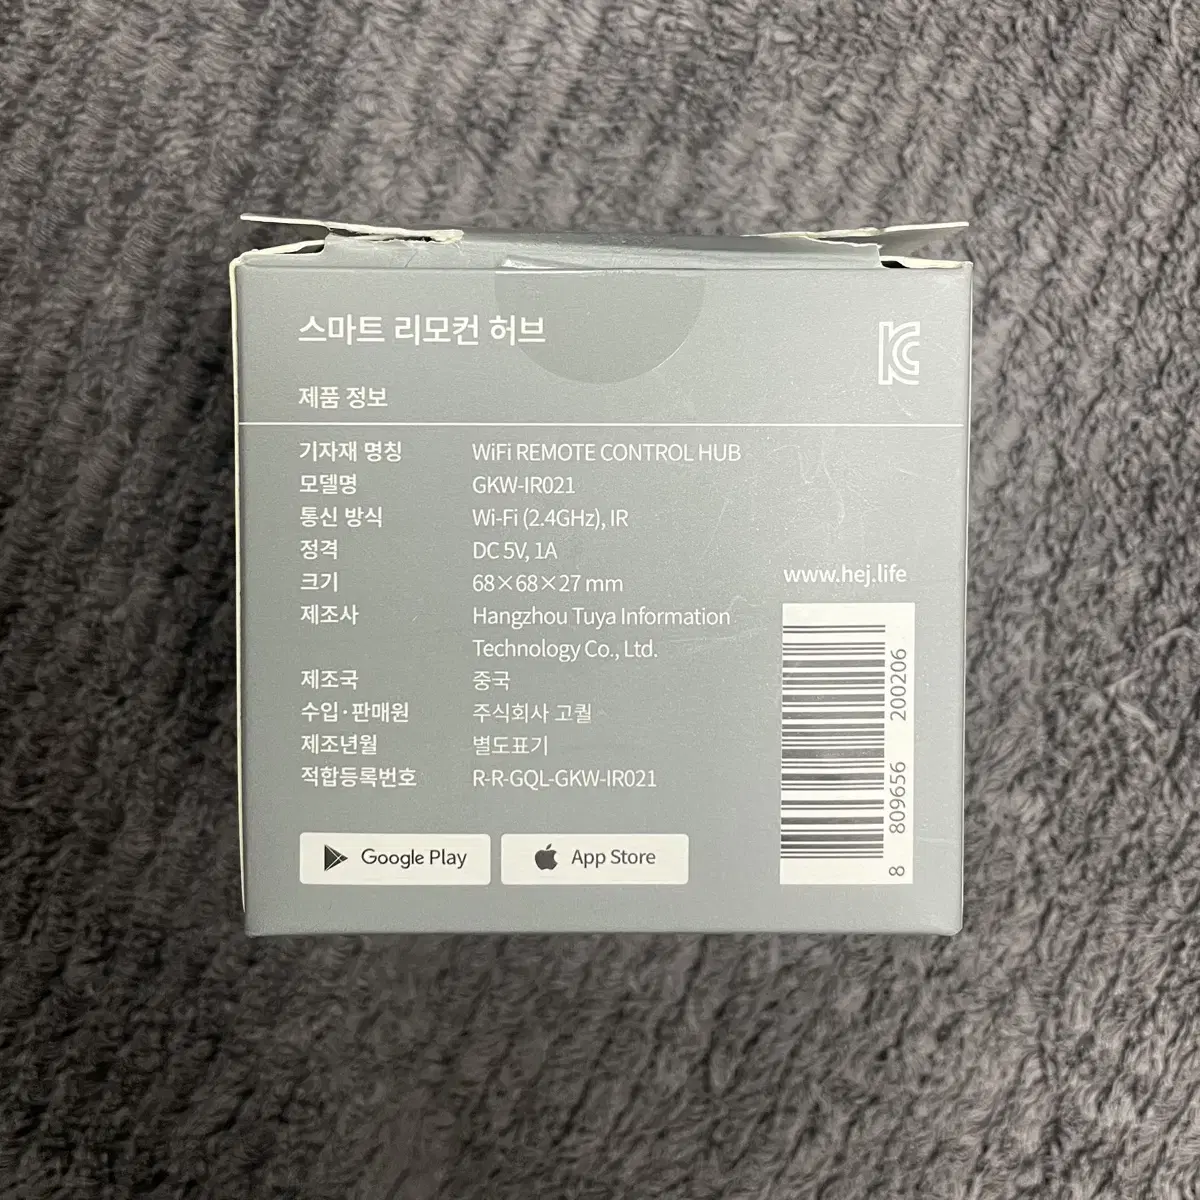 스마트 리모컨 허브
제품 정보
기자재 명칭 WiFi REMOTE CONTROL HUB
모델명 GKW-IR021
통신 방식 Wi-Fi (2.4GHz), IR
정격 DC 5V, 1A
크기 68×68×27 mm
제조사 Hangzhou Tuya Information
Technology Co., Ltd.
제조국 중국
수입·판매원 주식회사 고퀄
제조년월 별도표기
적합등록번호 R-R-GQL-GKW-IR021
Google Play
App Store
www.hej.life
8 809656 200206